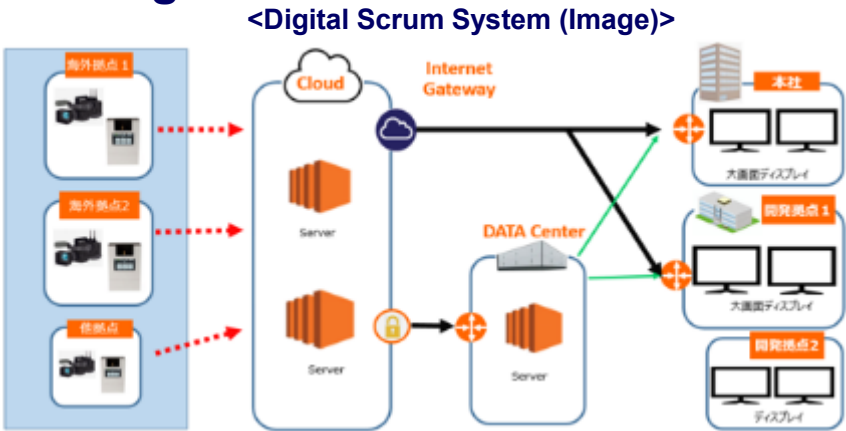 <Digital Scrum System (Image)>
海外拠点1
海外拠点2
他拠点
Cloud
Server
Server
Internet
Gateway
DATA Center
Server
本社
大画面ディスプレイ
開発拠点1
大画面ディスプレイ
開発拠点2
ディスプレイ